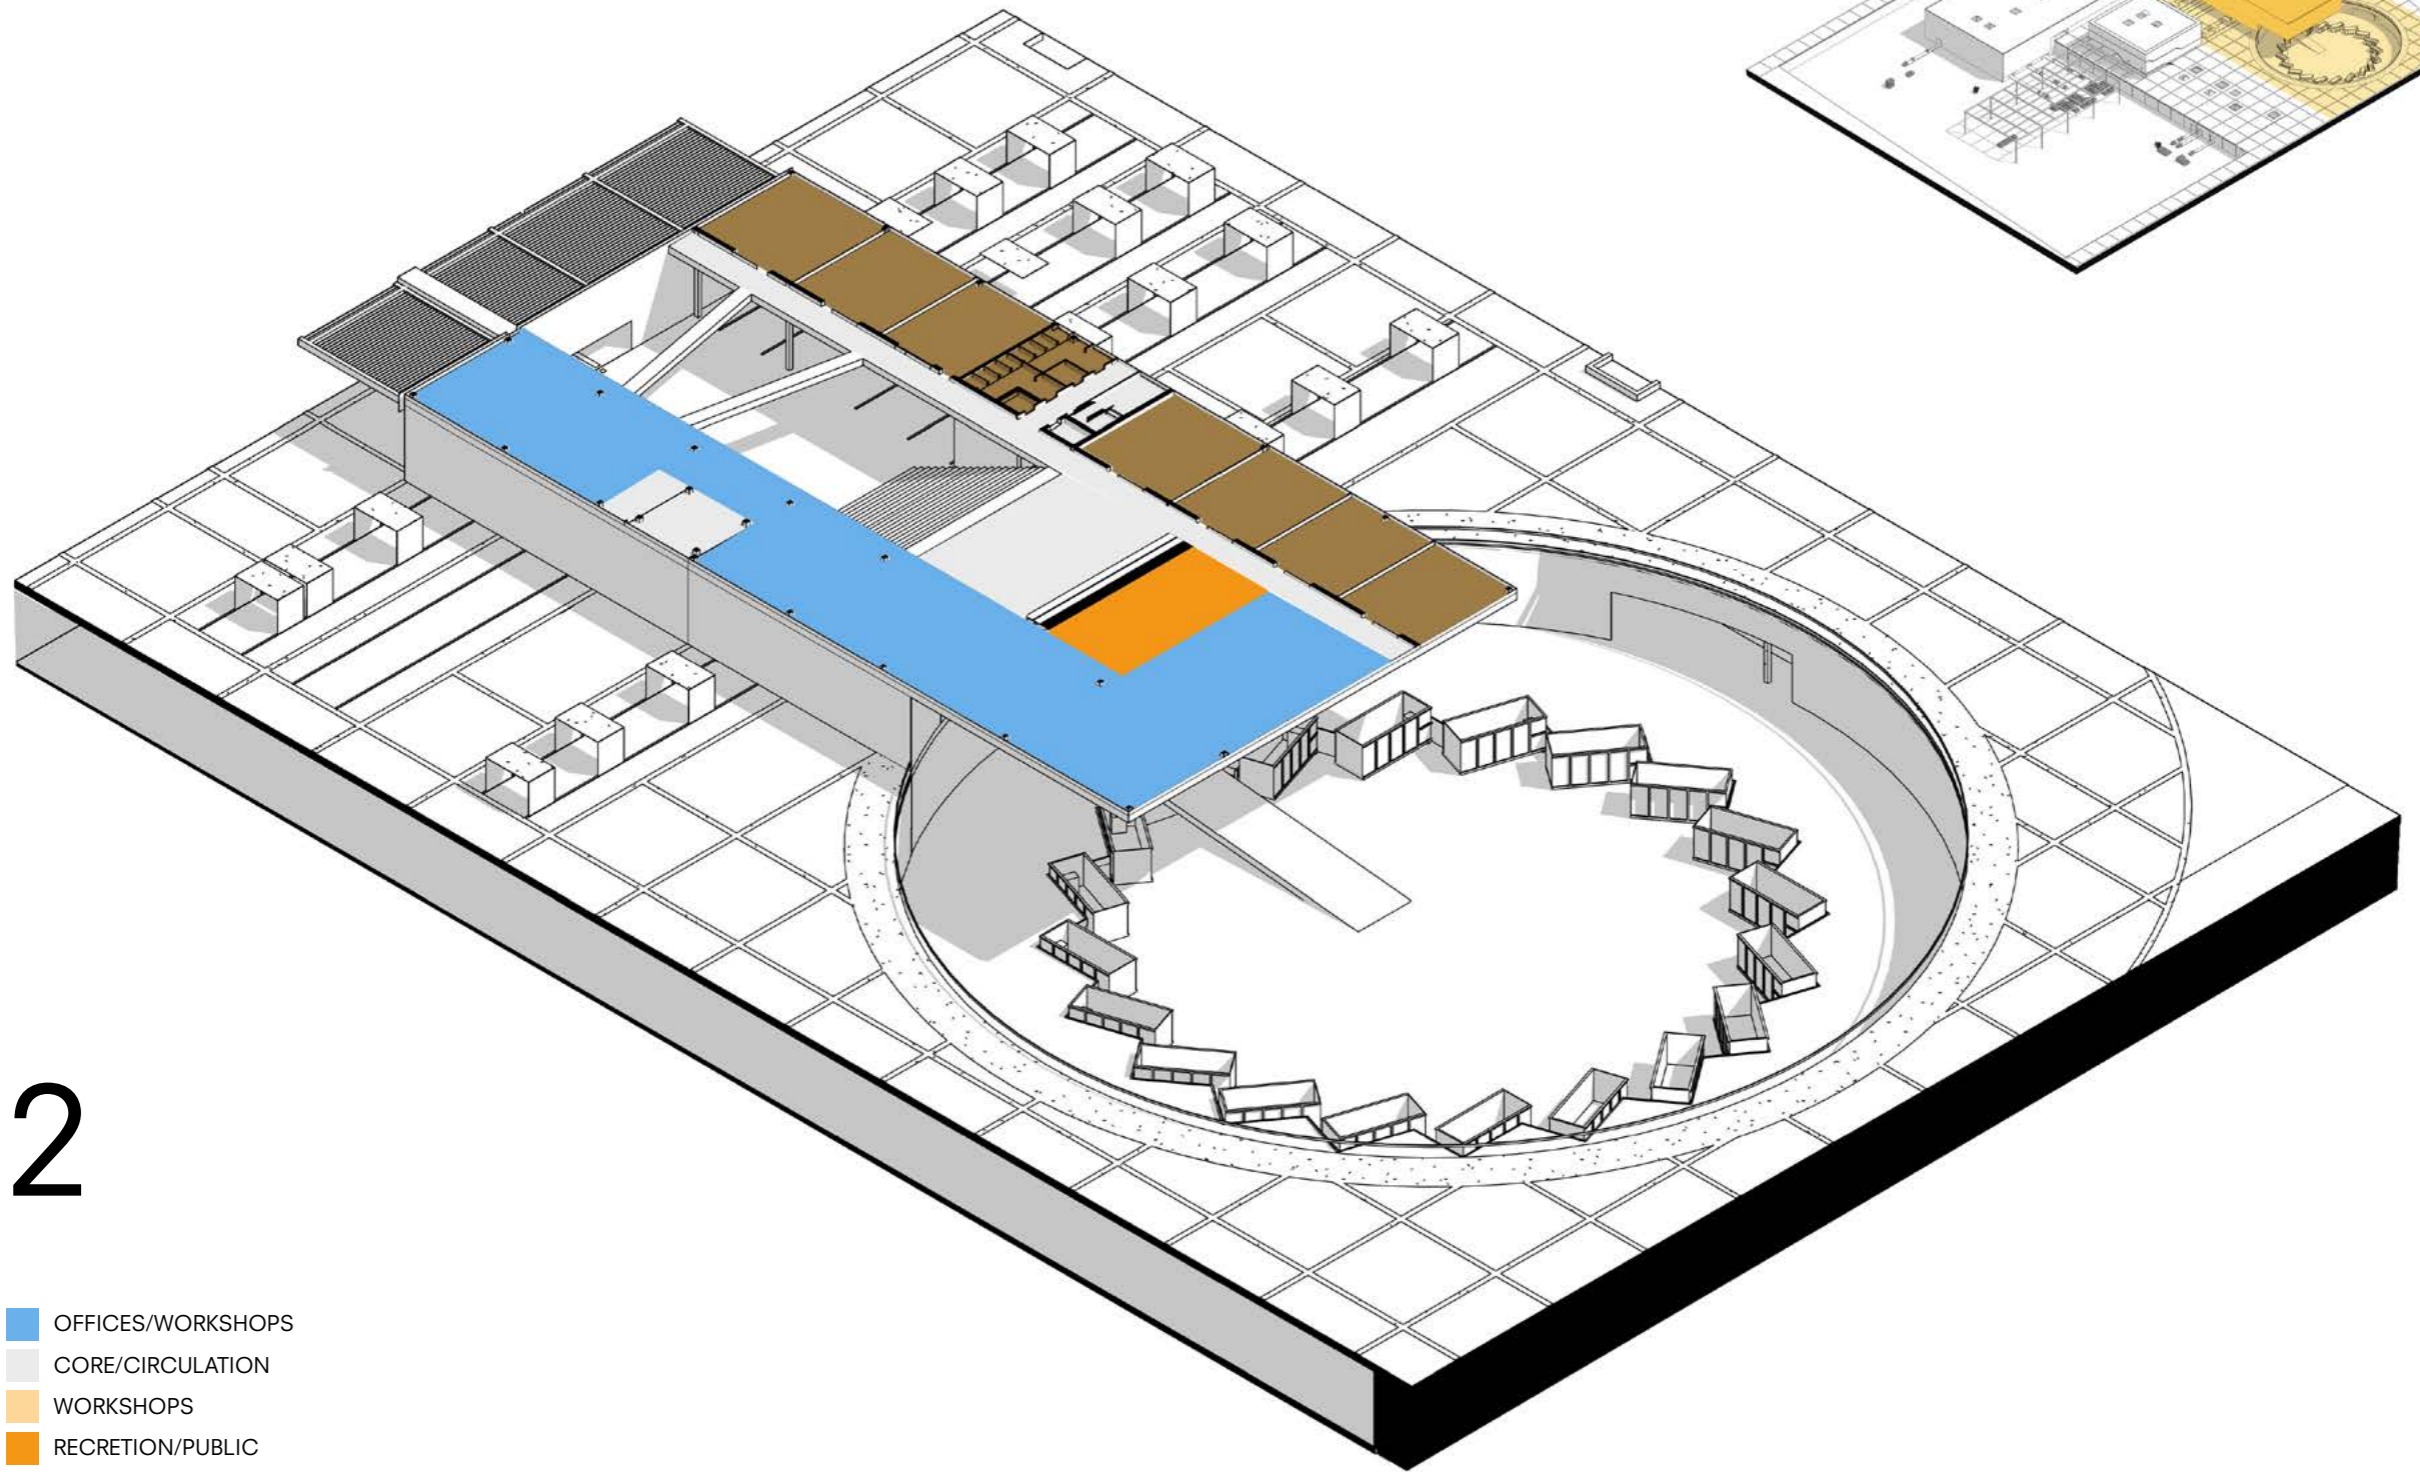 2
OFFICES/WORKSHOPS
CORE/CIRCULATION
WORKSHOPS
RECRETION/PUBLIC